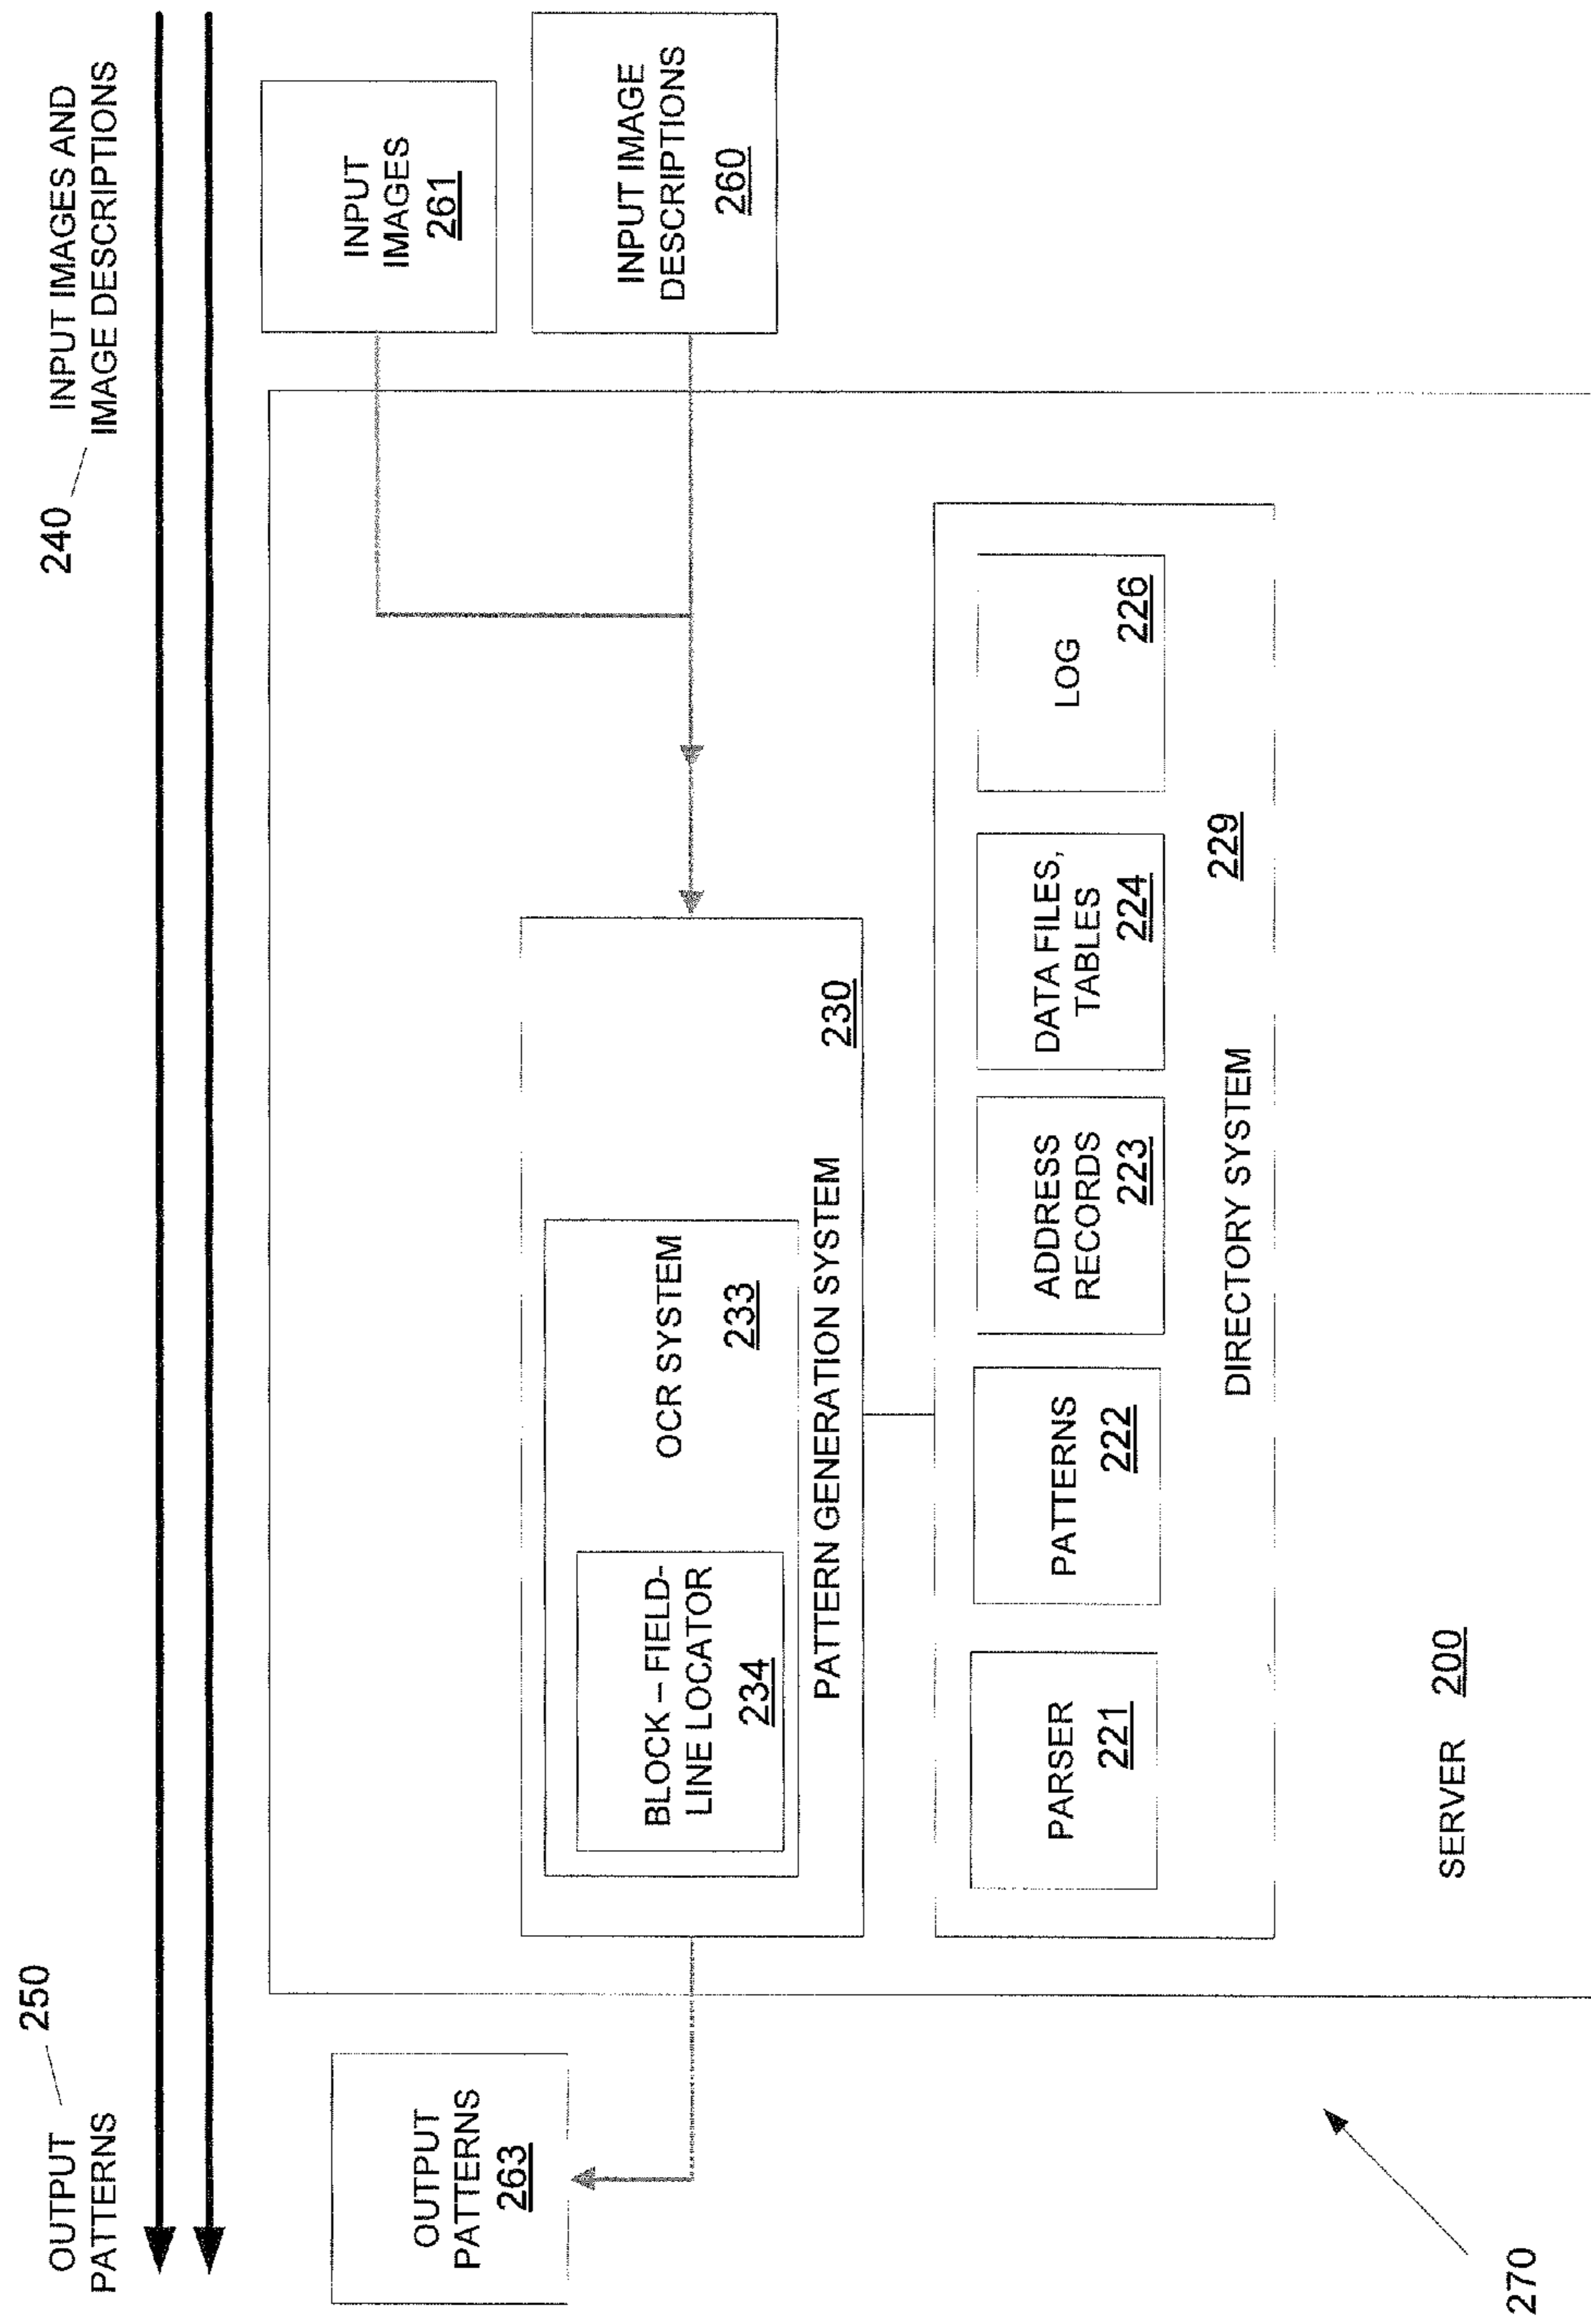 OUTPUT
PATTERNS
250
240
INPUT IMAGES AND
IMAGE DESCRIPTIONS
OUTPUT
PATTERNS
263
INPUT
IMAGES
261
INPUT IMAGE
DESCRIPTIONS
260
BLOCK – FIELD-
LINE LOCATOR
234
OCR SYSTEM
233
PATTERN GENERATION SYSTEM
230
PARSER
221
PATTERNS
222
ADDRESS
RECORDS
223
DATA FILES,
TABLES
224
LOG
226
DIRECTORY SYSTEM
229
SERVER 200
270